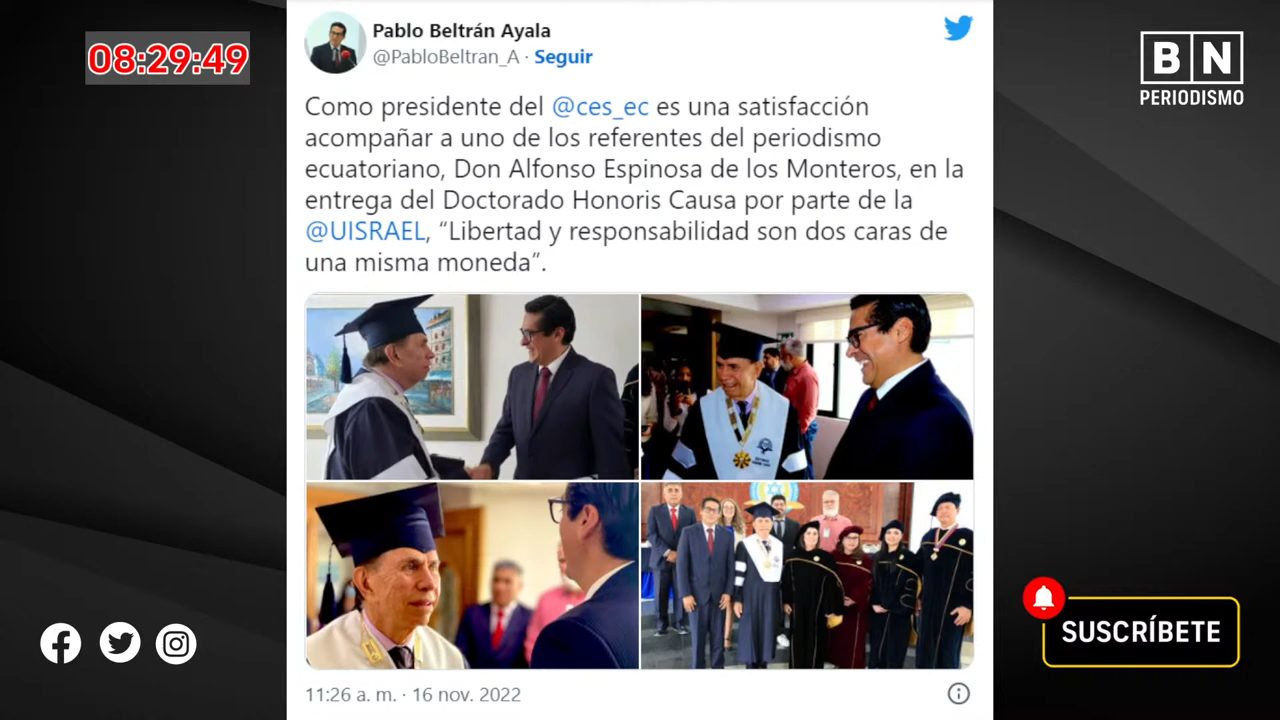 08:29:49
Pablo Beltrán Ayala
@PabloBeltran_A · Seguir
Como presidente del @ces_ec es una satisfacción
acompañar a uno de los referentes del periodismo
ecuatoriano, Don Alfonso Espinosa de los Monteros, en la
entrega del Doctorado Honoris Causa por parte de la
@UISRAEL, “Libertad y responsabilidad son dos caras de
una misma moneda”.
11:26 a. m. · 16 nov. 2022
BN
PERIODISMO
SUSCRÍBETE